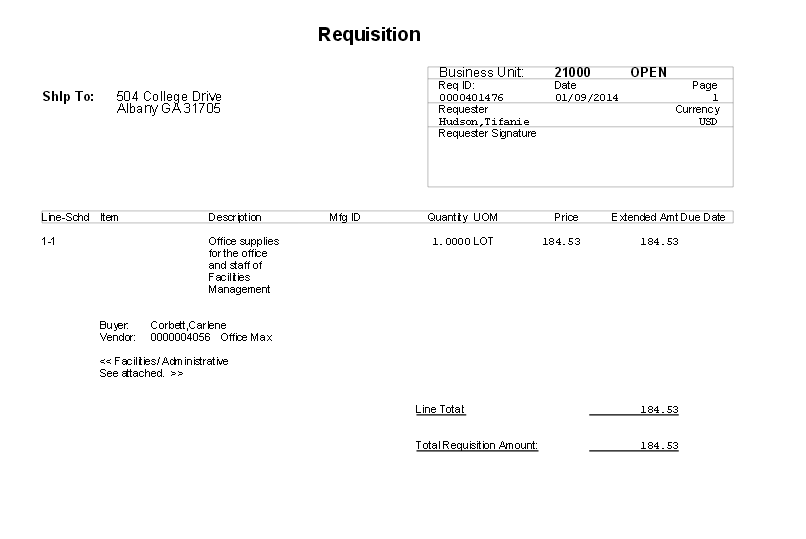 Requisition
Business Unit: 21000 OPEN
Req ID: Date Page
0000401476 01/09/2014 1
Requester Currency
Hudson,Tifanie USD
Requester Signature
Ship To: 504 College Drive
Albany GA 31705
Line-Schd Item Description Mfg ID Quantity UOM Price Extended Amt Due Date
1-1 Office supplies 1.0000 LOT 184.53 184.53
for the office
and staff of
Facilities
Management
Buyer: Corbett,Carlene
Vendor: 0000004056 Office Max
<< Facilities/Administrative
See attached. >>
Line Total: 184.53
Total Requisition Amount: 184.53